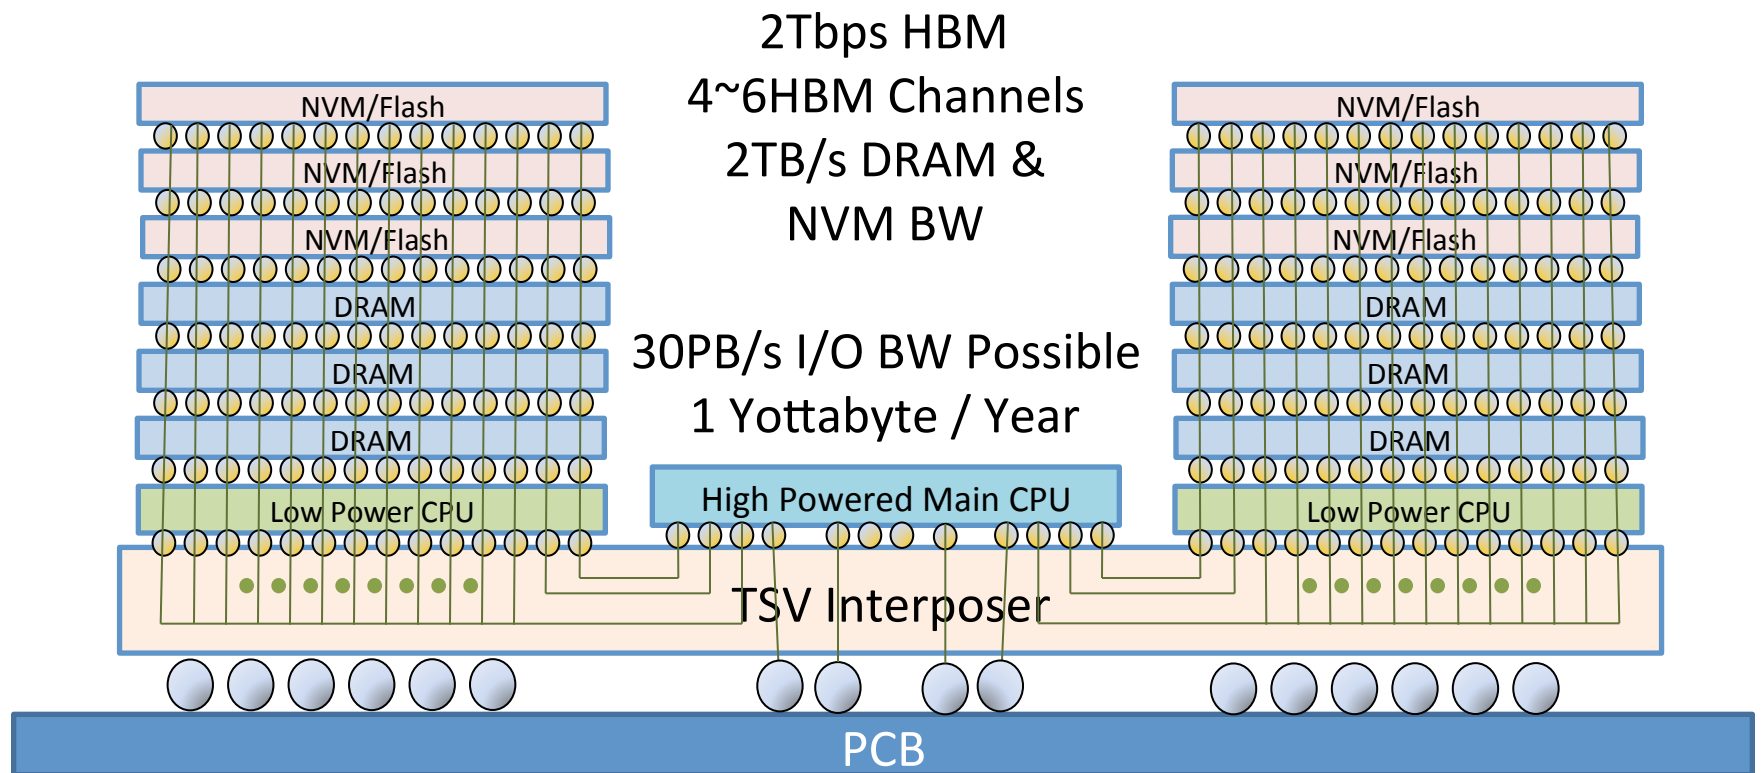 2Tbps HBM
4~6HBM Channels
2TB/s DRAM &
NVM BW
30PB/s I/O BW Possible
1 Yottabyte / Year
NVM/Flash
NVM/Flash
NVM/Flash
DRAM
DRAM
DRAM
Low Power CPU
High Powered Main CPU
NVM/Flash
NVM/Flash
NVM/Flash
DRAM
DRAM
DRAM
Low Power CPU
TSV Interposer
PCB